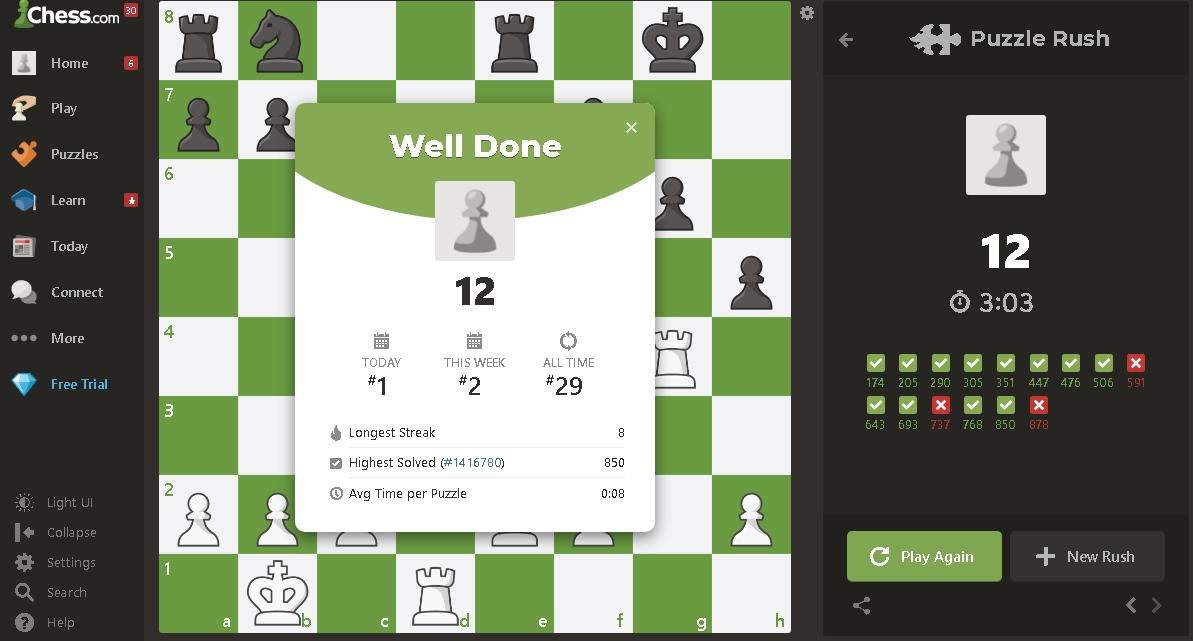 Chess.com 30
Home 6
Play
Puzzles
Learn
Today
Connect
More
Free Trial
Light UI
Collapse
Settings
Search
Help
8
7
6
5
4
3
2
1
a b c d e f g h
Well Done
12
TODAY THIS WEEK ALL TIME
#1 #2 #29
Longest Streak 8
Highest Solved (#1416780) 850
Avg Time per Puzzle 0:08
Puzzle Rush
12
3:03
174 205 290 305 351 447 476 506 591
643 693 737 768 850 878
Play Again
New Rush